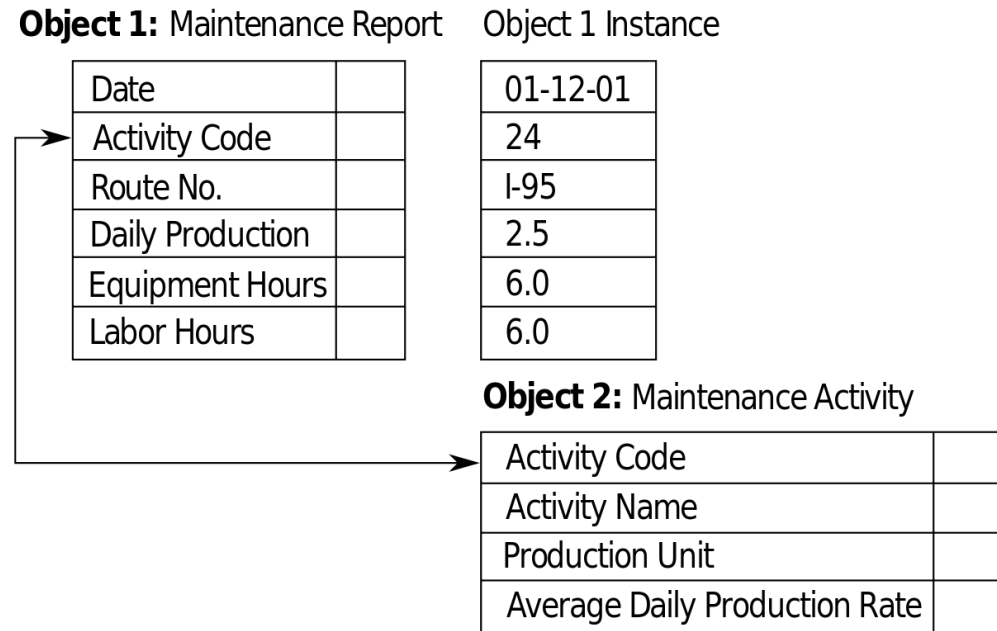 Object 1: Maintenance Report
Object 1 Instance
Date
01-12-01
Activity Code
24
Route No.
I-95
Daily Production
2.5
Equipment Hours
6.0
Labor Hours
6.0
Object 2: Maintenance Activity
Activity Code
Activity Name
Production Unit
Average Daily Production Rate